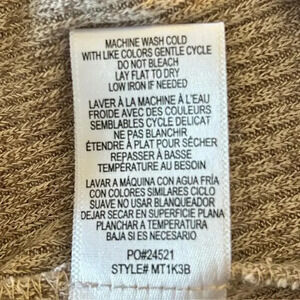 MACHINE WASH COLD
WITH LIKE COLORS GENTLE CYCLE
DO NOT BLEACH
LAY FLAT TO DRY
LOW IRON IF NEEDED
LAVER À LA MACHINE À L'EAU
FROIDE AVEC DES COULEURS
SEMBLABLES CYCLE DELICAT
NE PAS BLANCHIR
ÉTENDRE À PLAT POUR SÉCHER
REPASSER À BASSE
TEMPÉRATURE AU BESOIN
LAVAR A MÁQUINA CON AGUA FRÍA
CON COLORES SIMILARES CICLO
SUAVE NO USAR BLANQUEADOR
DEJAR SECAR EN SUPERFICIE PLANA
PLANCHAR A TEMPERATURA
BAJA SI ES NECESARIO
PO#24521
STYLE# MT1K3B